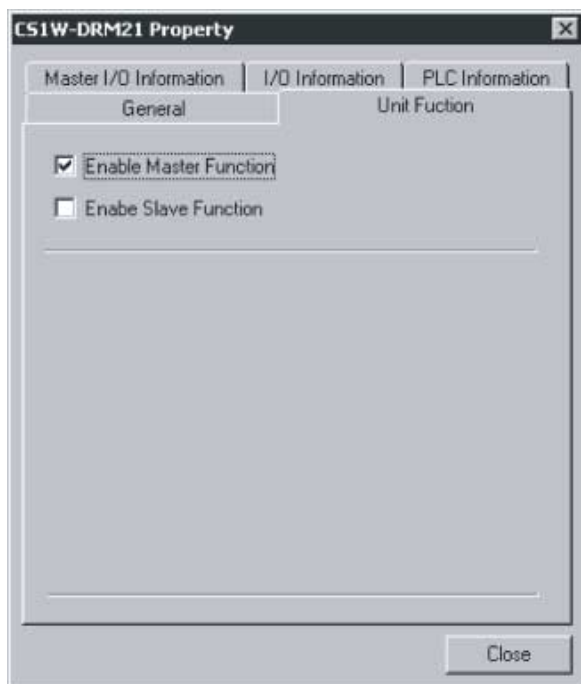 CS1W-DRM21 Property
Master I/O Information I/O Information PLC Information
General Unit Fuction
Enable Master Function
Enabe Slave Function
Close